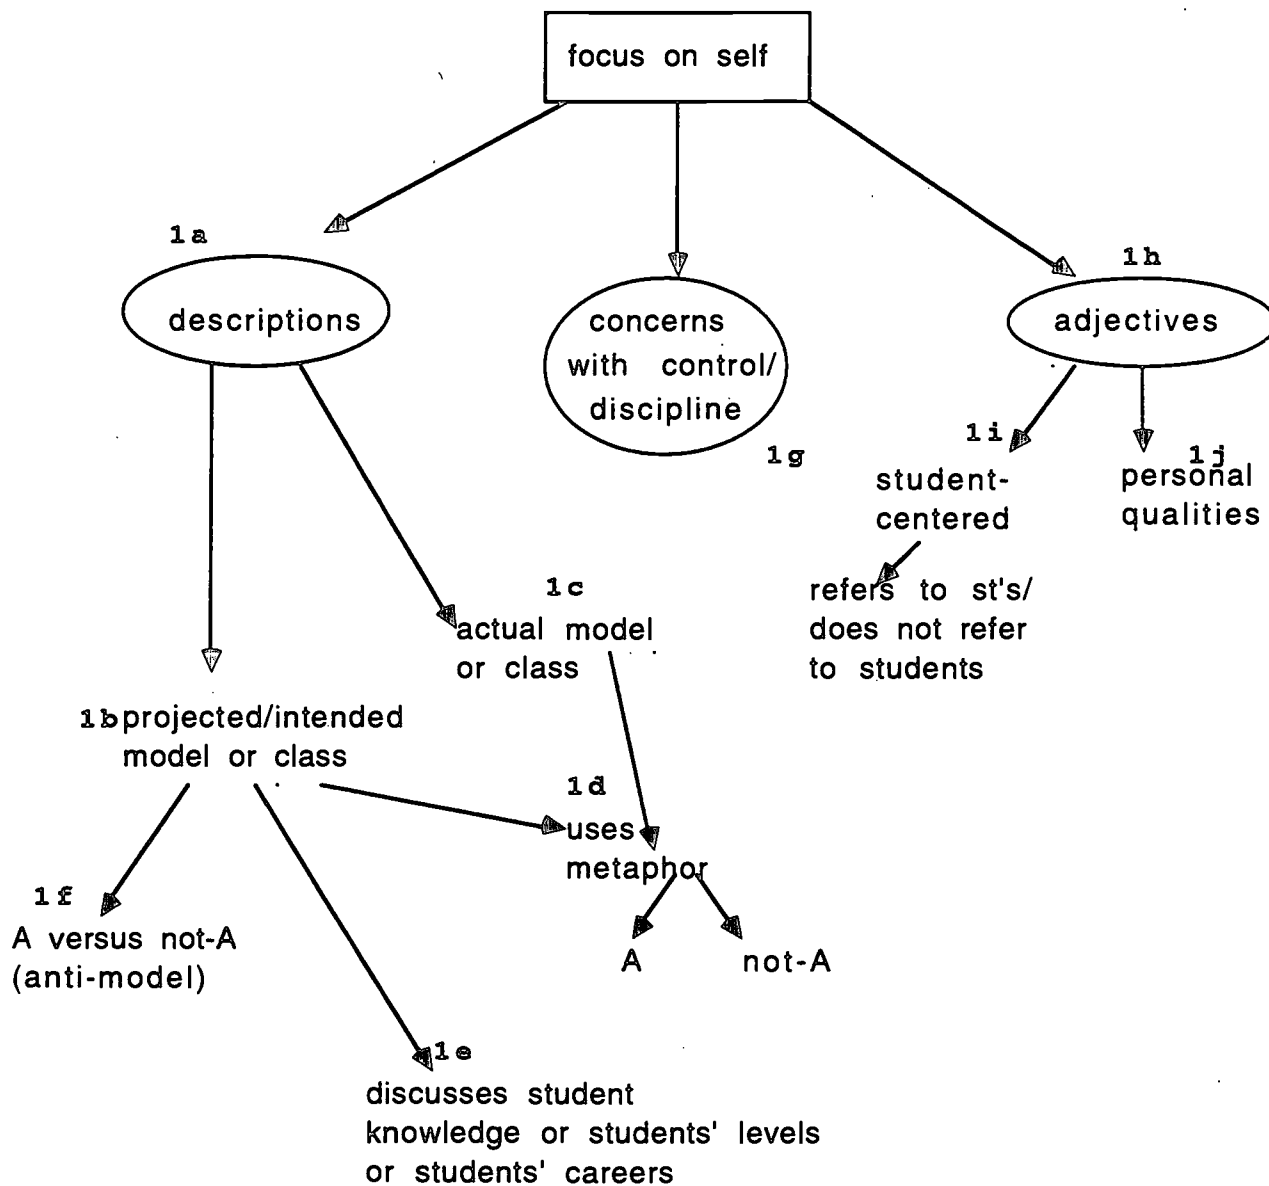 focus on self
1a
descriptions
concerns
with control/
discipline
1g
1h
adjectives
1i
student-
centered
1j
personal
qualities
refers to st's/
does not refer
to students
1c
actual model
or class
1b projected/intended
model or class
1d
uses
metaphor
A
not-A
1f
A versus not-A
(anti-model)
1e
discusses student
knowledge or students' levels
or students' careers